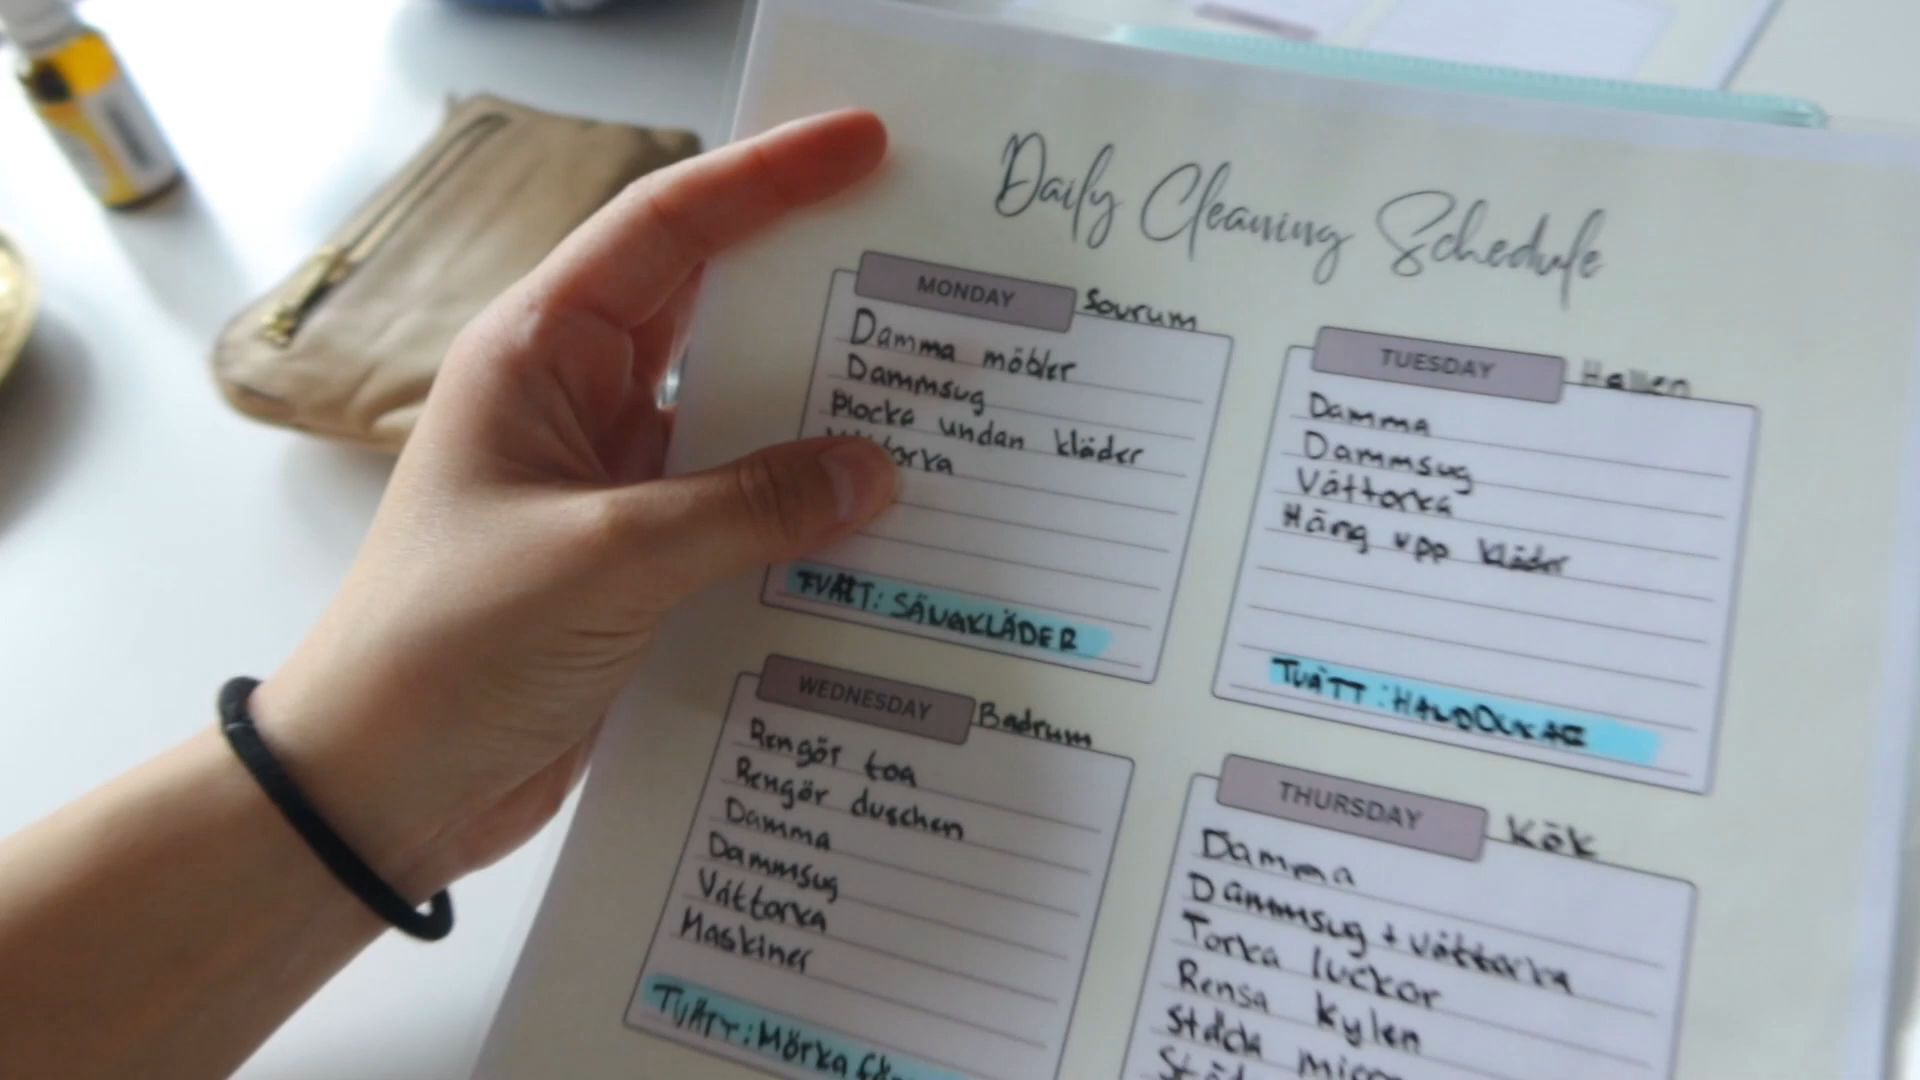 Daily Cleaning Schedule
MONDAY Sovrum
Damma möbler
Dammsug
Plocka undan kläder
TVÄTT: SÄNGKLÄDER
TUESDAY Hallen
Damma
Dammsug
Våttorka
Häng upp kläder
TVÄTT: HANDDUKAR
WEDNESDAY Badrum
Rengör toa
Rengör duschen
Damma
Dammsug
Våttorka
Maskiner
TVÄTT: Mörka
THURSDAY Kök
Damma
Dammsug + våttorka
Torka luckor
Rensa kylen